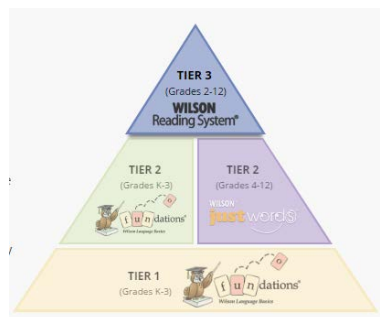 TIER 3
(Grades 2-12)
WILSON
Reading System®
TIER 2
(Grades K-3)
fundations®
Wilson Language Basics
TIER 2
(Grades 4-12)
WILSON
just words
TIER 1
(Grades K-3)
fundations®
Wilson Language Basics
e
y